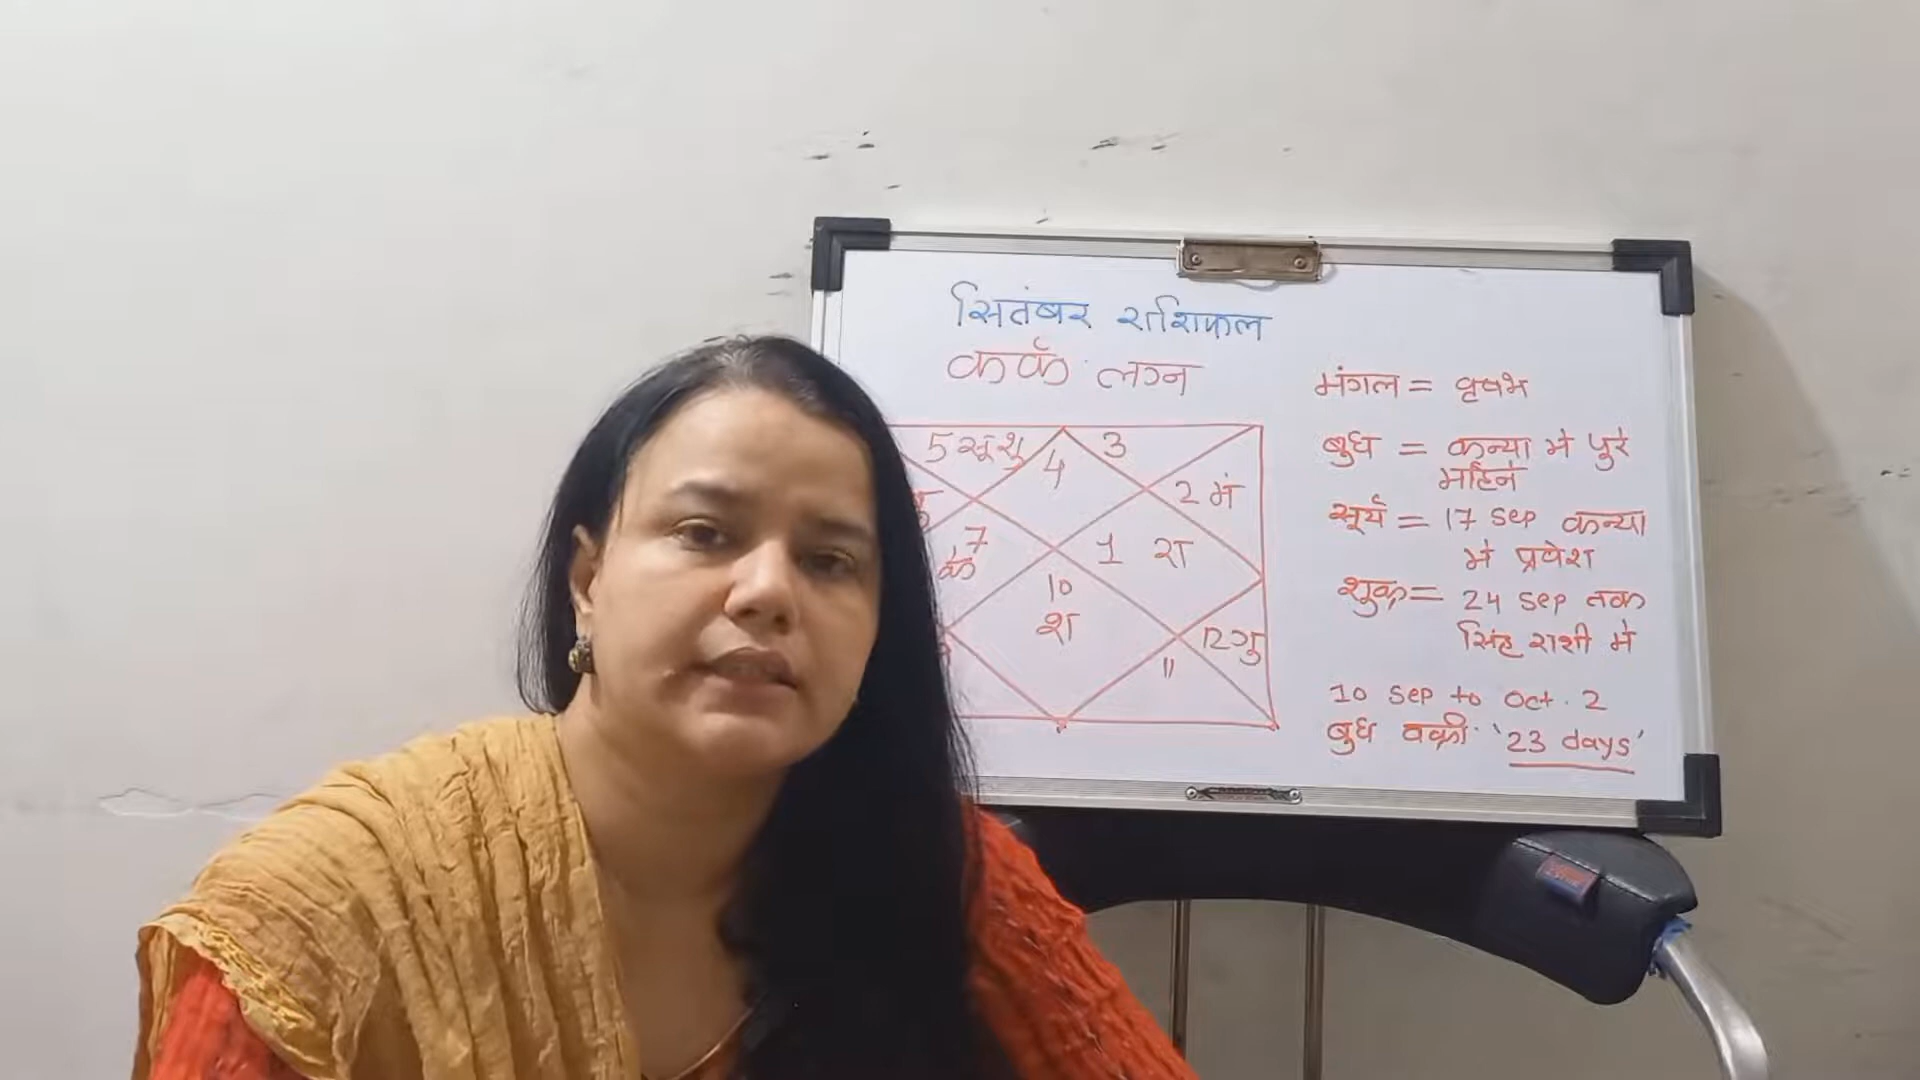 सितंबर राशिफल
कर्क लग्न
5 सू शु
4
3
2 मं
7
के
1 रा
10
श
11
12 गु
मंगल = वृषभ
बुध = कन्या मे पुरे
महिने
सूर्य = 17 Sep कन्या
मे प्रवेश
शुक्र = 24 Sep तक
सिंह राशी मे
10 Sep to Oct. 2
बुध वक्री '23 days'